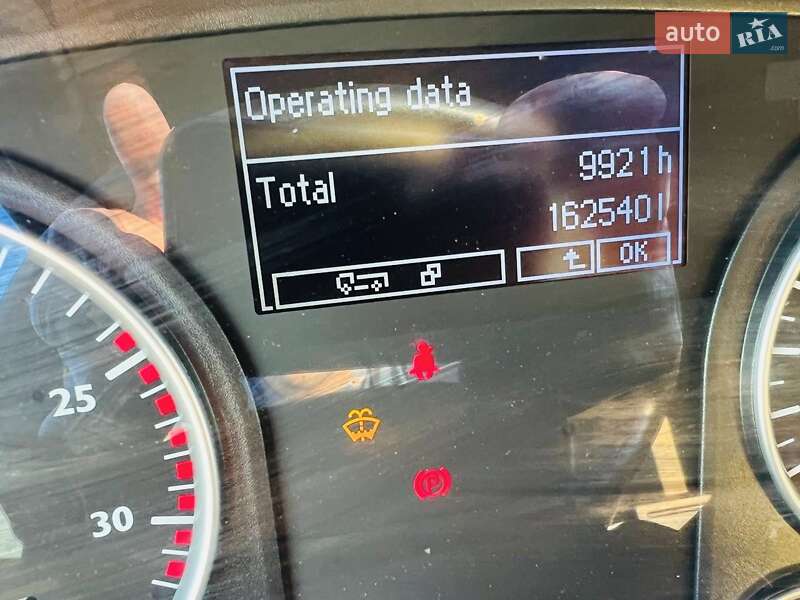 auto RIA
.com
Operating data
9921 h
Total
162540 l
OK
25
30
P